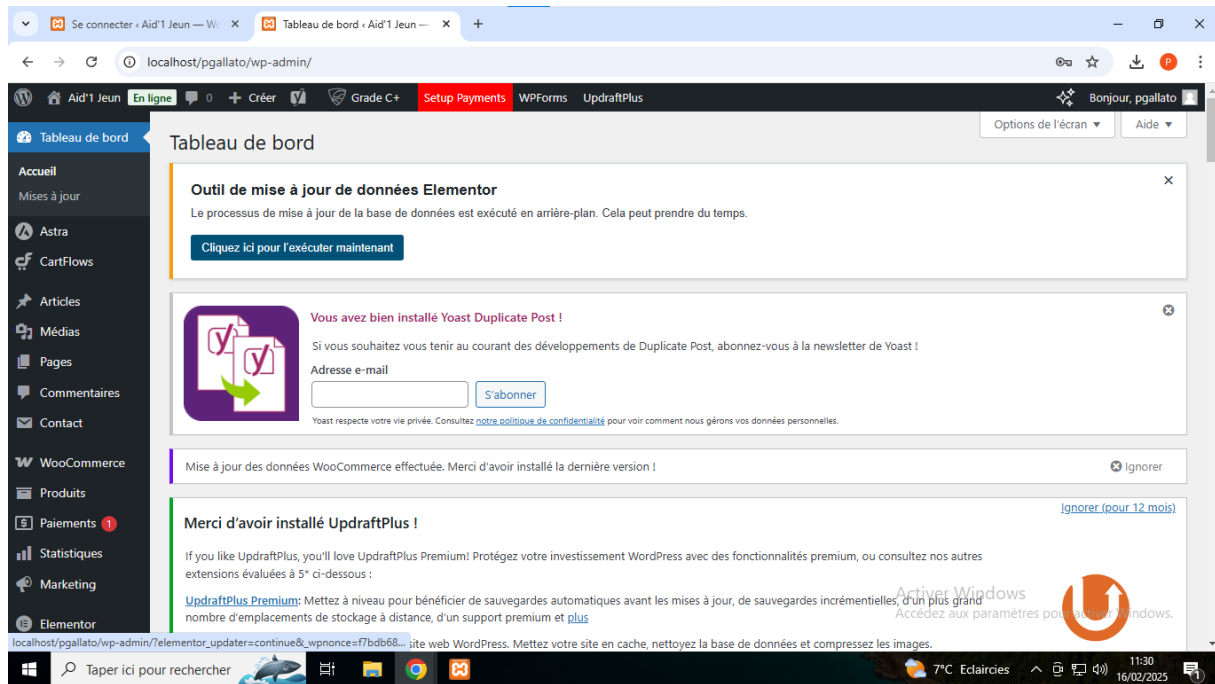 Se connecter ‹ Aid'1 Jeun — Wo
Tableau de bord ‹ Aid'1 Jeun —
localhost/pgallato/wp-admin/
P
Aid'1 Jeun En ligne 0 Créer Grade C+ Setup Payments WPForms UpdraftPlus Bonjour, pgallato
Tableau de bord
Accueil
Mises à jour
Astra
CartFlows
Articles
Médias
Pages
Commentaires
Contact
WooCommerce
Produits
Paiements 1
Statistiques
Marketing
Elementor
Options de l'écran ▼ Aide ▼
Tableau de bord
Outil de mise à jour de données Elementor
Le processus de mise à jour de la base de données est exécuté en arrière-plan. Cela peut prendre du temps.
Cliquez ici pour l'exécuter maintenant
Vous avez bien installé Yoast Duplicate Post !
Si vous souhaitez vous tenir au courant des développements de Duplicate Post, abonnez-vous à la newsletter de Yoast !
Adresse e-mail
S'abonner
Yoast respecte votre vie privée. Consultez notre politique de confidentialité pour voir comment nous gérons vos données personnelles.
Mise à jour des données WooCommerce effectuée. Merci d'avoir installé la dernière version !
Ignorer
Ignorer (pour 12 mois)
Merci d'avoir installé UpdraftPlus !
If you like UpdraftPlus, you'll love UpdraftPlus Premium! Protégez votre investissement WordPress avec des fonctionnalités premium, ou consultez nos autres
extensions évaluées à 5* ci-dessous :
UpdraftPlus Premium: Mettez à niveau pour bénéficier de sauvegardes automatiques avant les mises à jour, de sauvegardes incrémentielles, d'un plus grand
nombre d'emplacements de stockage à distance, d'un support premium et plus
site web WordPress. Mettez votre site en cache, nettoyez la base de données et compressez les images.
Activer Windows
Accédez aux paramètres pour activer Windows.
localhost/pgallato/wp-admin/?elementor_updater=continue&_wpnonce=f7bdb68...
Taper ici pour rechercher
7°C Eclaircies
11:30
16/02/2025
1